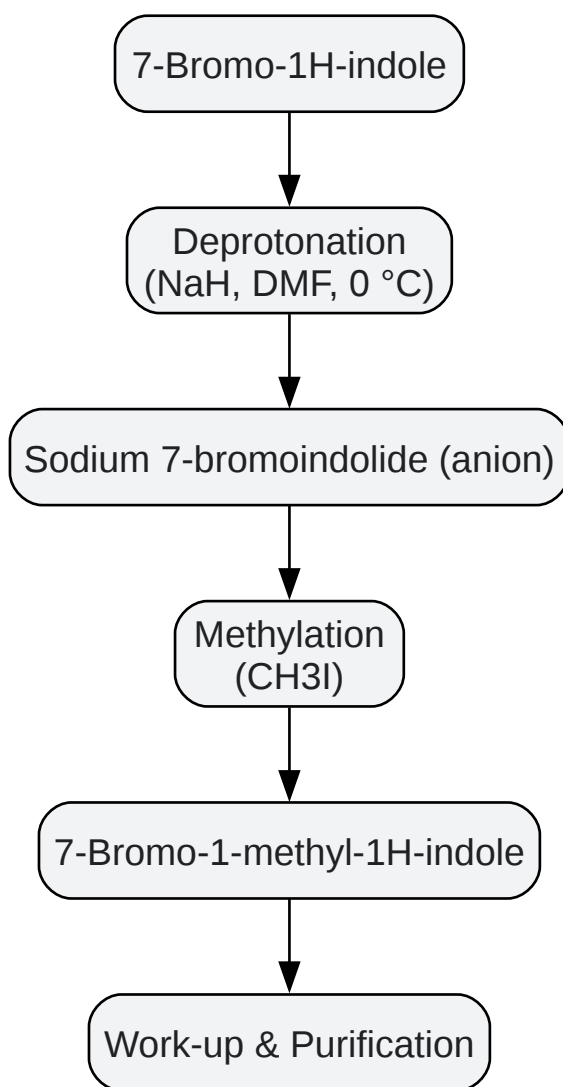 7-Bromo-1H-indole
Deprotonation
(NaH, DMF, 0 °C)
Sodium 7-bromoindolide (anion)
Methylation
(CH3I)
7-Bromo-1-methyl-1H-indole
Work-up & Purification